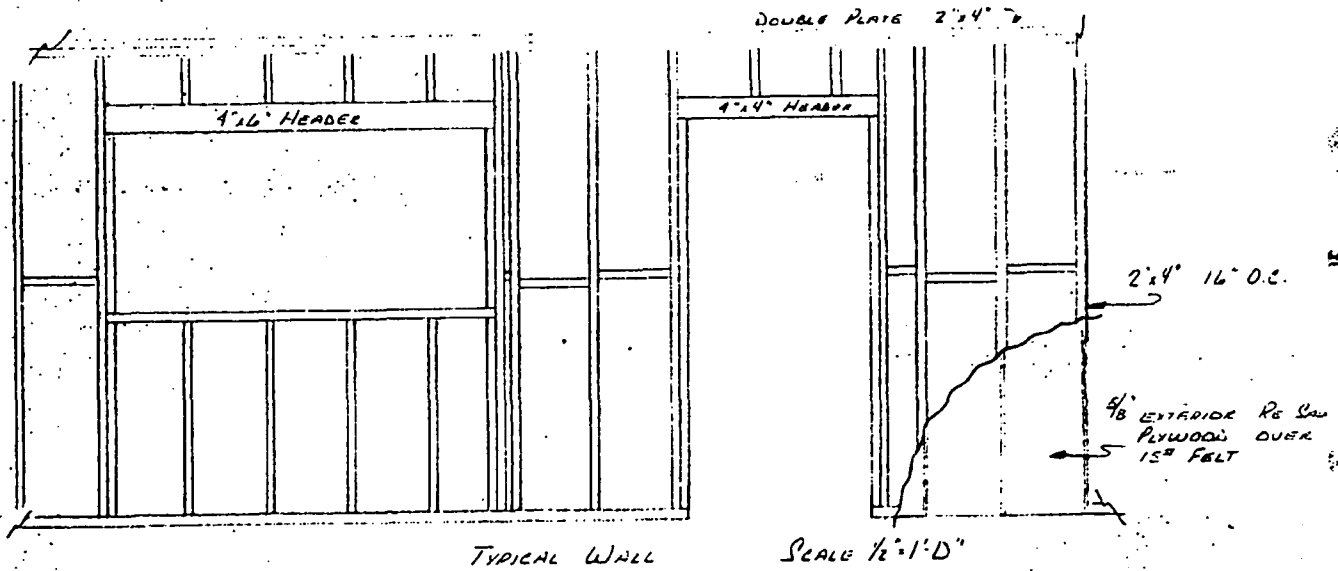 DOUBLE PLATE 2"x4"
4"x6" HEADER
4"x4" HEADER
2"x4" 16" O.C.
5/8" EXTERIOR RE SAW
PLYWOOD OVER
15# FELT
TYPICAL WALL SCALE 1/2"=1'-0"